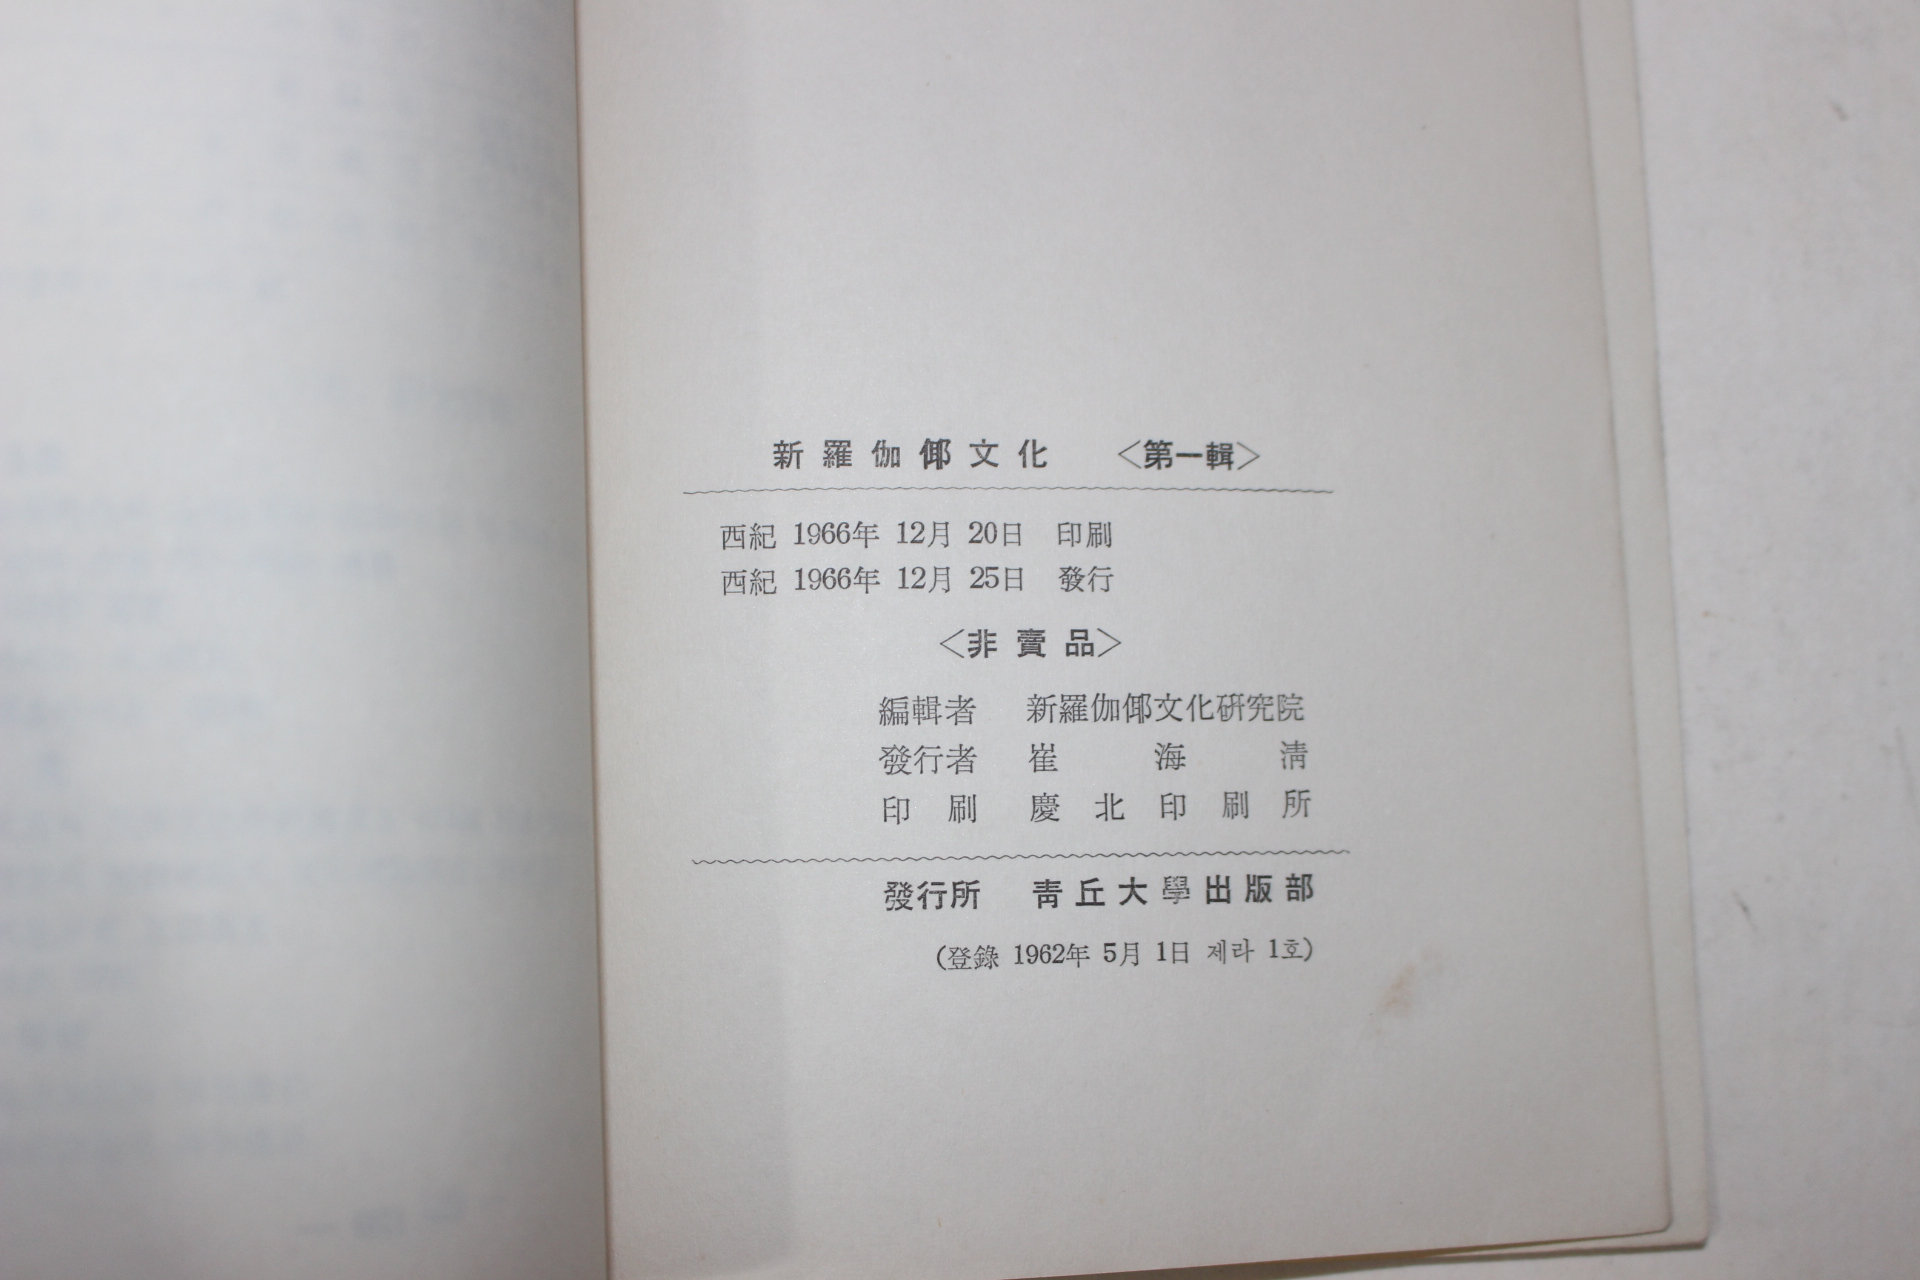 新羅伽倻文化 <第一輯>
西紀 1966年 12月 20日 印刷
西紀 1966年 12月 25日 發行
<非賣品>
編輯者 新羅伽倻文化硏究院
發行者 崔海淸
印刷 慶北印刷所
發行所 靑丘大學出版部
(登錄 1962年 5月 1日 제라 1호)